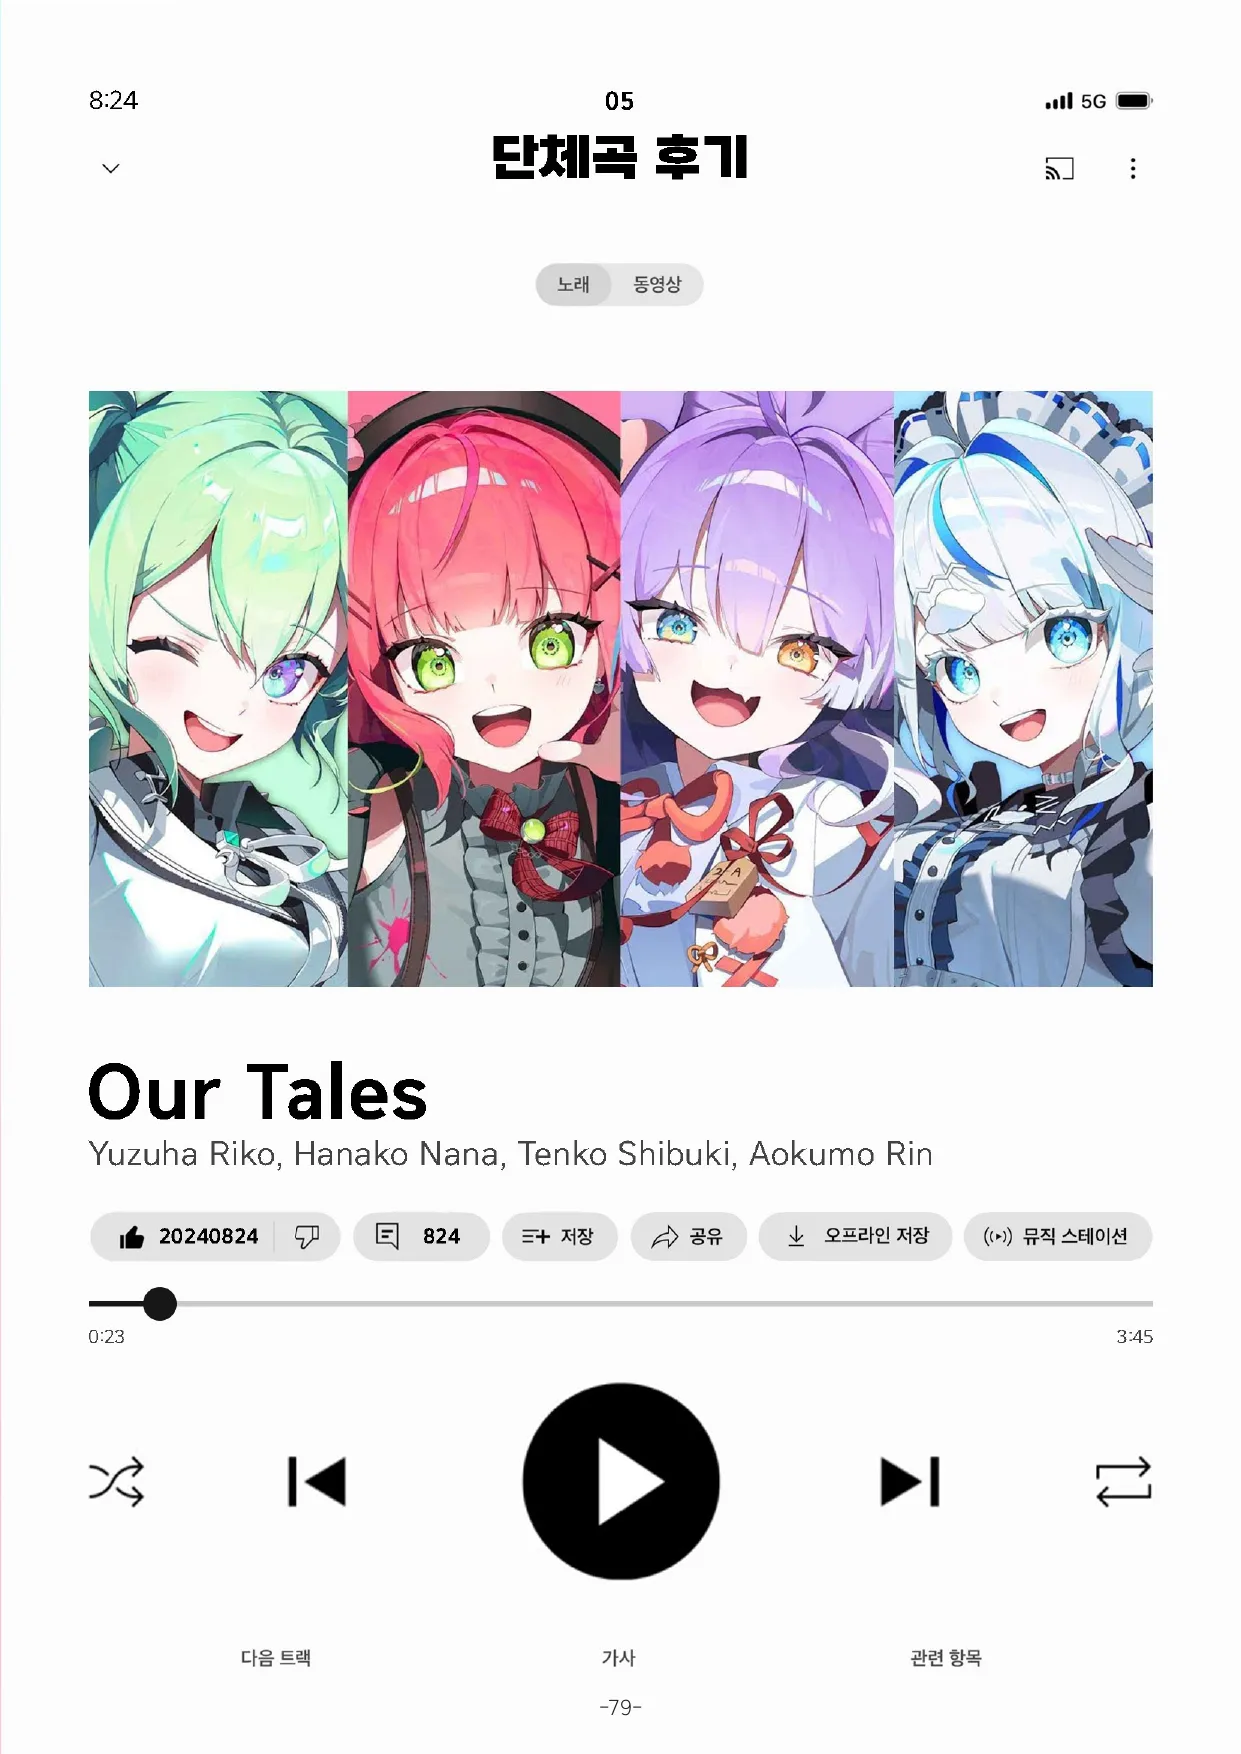 8:24 05 5G
단체곡 후기
노래 동영상
2-A
Our Tales
Yuzuha Riko, Hanako Nana, Tenko Shibuki, Aokumo Rin
20240824 824 저장 공유 오프라인 저장 뮤직 스테이션
0:23 3:45
다음 트랙 가사 관련 항목
-79-